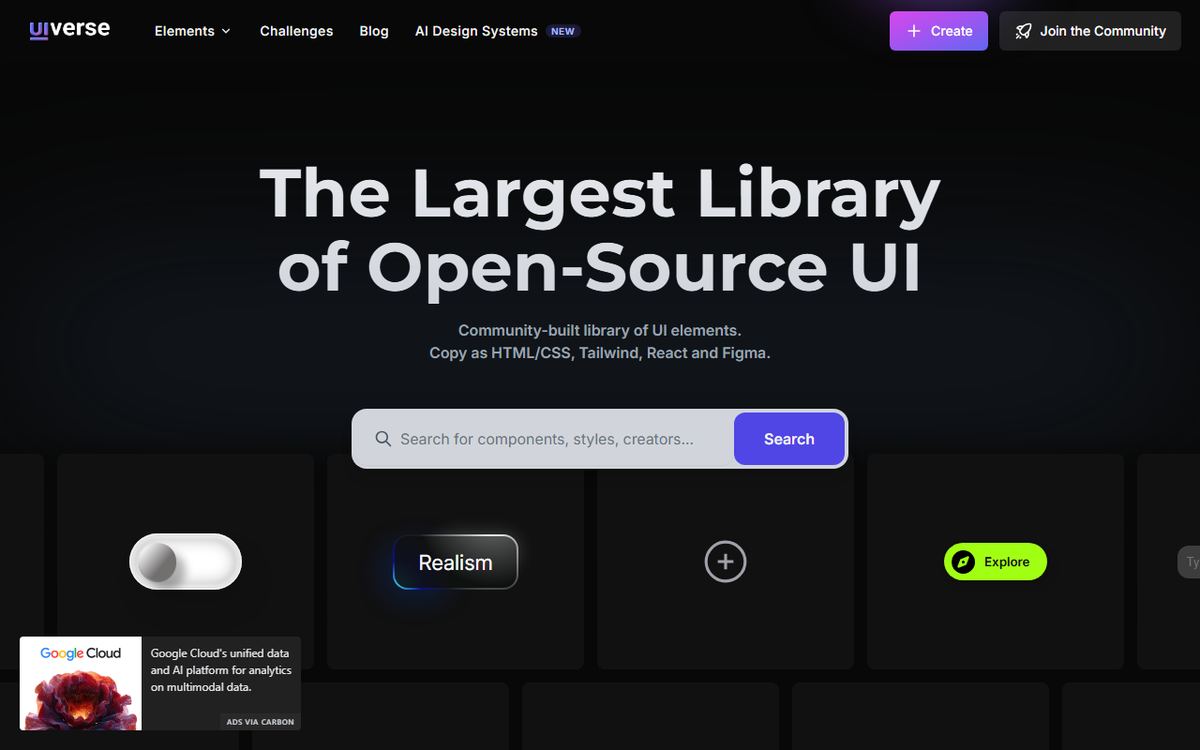 UIverse
Elements
Challenges
Blog
AI Design Systems NEW
Create
Join the Community
The Largest Library
of Open-Source UI
Community-built library of UI elements.
Copy as HTML/CSS, Tailwind, React and Figma.
Search for components, styles, creators...
Search
Realism
Explore
Ty
Google Cloud
Google Cloud's unified data
and AI platform for analytics
on multimodal data.
ADS VIA CARBON